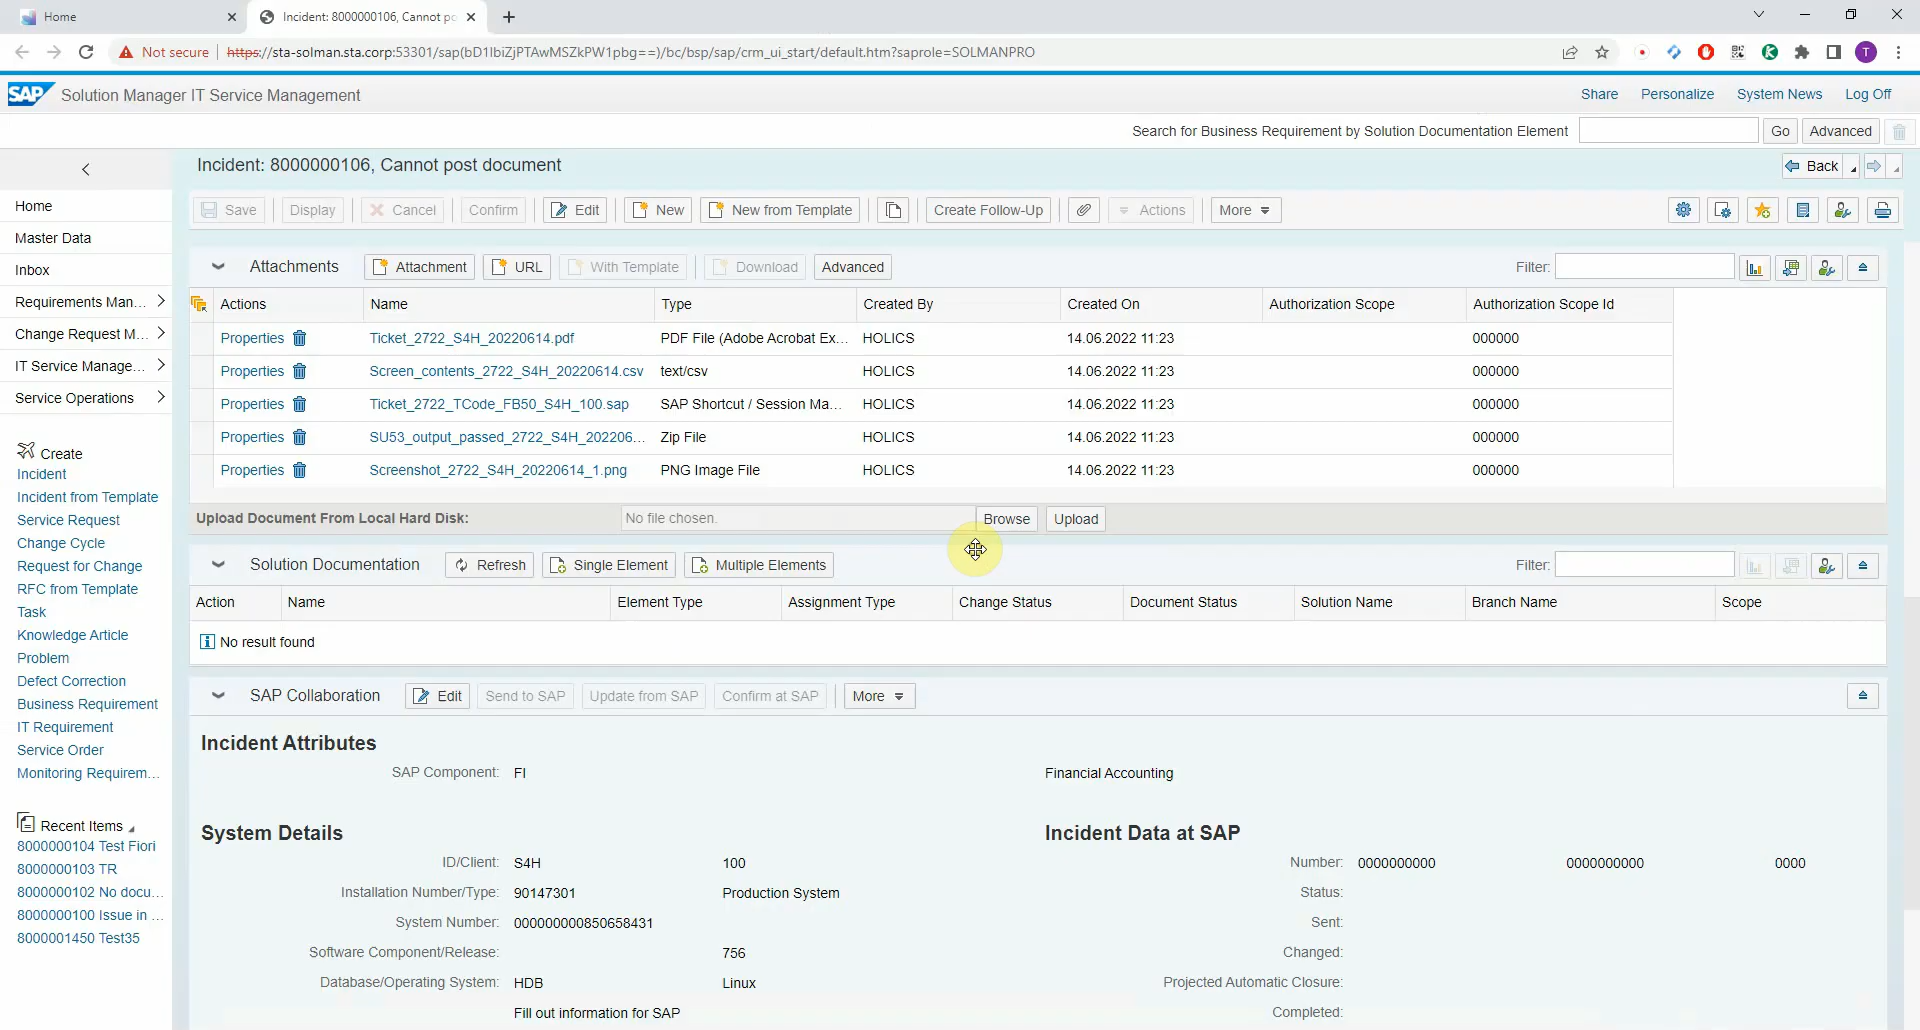 Home
Incident: 8000000106, Cannot po
Not secure
https://sta-solman.sta.corp:53301/sap(bD1lbiZjPTAwMSZkPW1pbg==)/bc/bsp/sap/crm_ui_start/default.htm?saprole=SOLMANPRO
T
SAP Solution Manager IT Service Management
Share Personalize System News Log Off
Search for Business Requirement by Solution Documentation Element Go Advanced
Incident: 8000000106, Cannot post document
Back
Save Display Cancel Confirm Edit New New from Template Create Follow-Up Actions More
Home
Master Data
Inbox
Requirements Man...
Change Request M...
IT Service Manage...
Service Operations
Create
Incident
Incident from Template
Service Request
Change Cycle
Request for Change
RFC from Template
Task
Knowledge Article
Problem
Defect Correction
Business Requirement
IT Requirement
Service Order
Monitoring Requirem...
Recent Items
8000000104 Test Fiori
8000000103 TR
8000000102 No docu...
8000000100 Issue in ...
8000001450 Test35
Attachments Attachment URL With Template Download Advanced Filter:
Actions Name Type Created By Created On Authorization Scope Authorization Scope Id
Properties Ticket_2722_S4H_20220614.pdf PDF File (Adobe Acrobat Ex... HOLICS 14.06.2022 11:23 000000
Properties Screen_contents_2722_S4H_20220614.csv text/csv HOLICS 14.06.2022 11:23 000000
Properties Ticket_2722_TCode_FB50_S4H_100.sap SAP Shortcut / Session Ma... HOLICS 14.06.2022 11:23 000000
Properties SU53_output_passed_2722_S4H_202206... Zip File HOLICS 14.06.2022 11:23 000000
Properties Screenshot_2722_S4H_20220614_1.png PNG Image File HOLICS 14.06.2022 11:23 000000
Upload Document From Local Hard Disk: No file chosen. Browse Upload
Solution Documentation Refresh Single Element Multiple Elements Filter:
Action Name Element Type Assignment Type Change Status Document Status Solution Name Branch Name Scope
No result found
SAP Collaboration Edit Send to SAP Update from SAP Confirm at SAP More
Incident Attributes
SAP Component: FI Financial Accounting
System Details
ID/Client: S4H 100
Installation Number/Type: 90147301 Production System
System Number: 000000000850658431
Software Component/Release: 756
Database/Operating System: HDB Linux
Fill out information for SAP
Incident Data at SAP
Number: 0000000000 0000000000 0000
Status:
Sent:
Changed:
Projected Automatic Closure:
Completed: